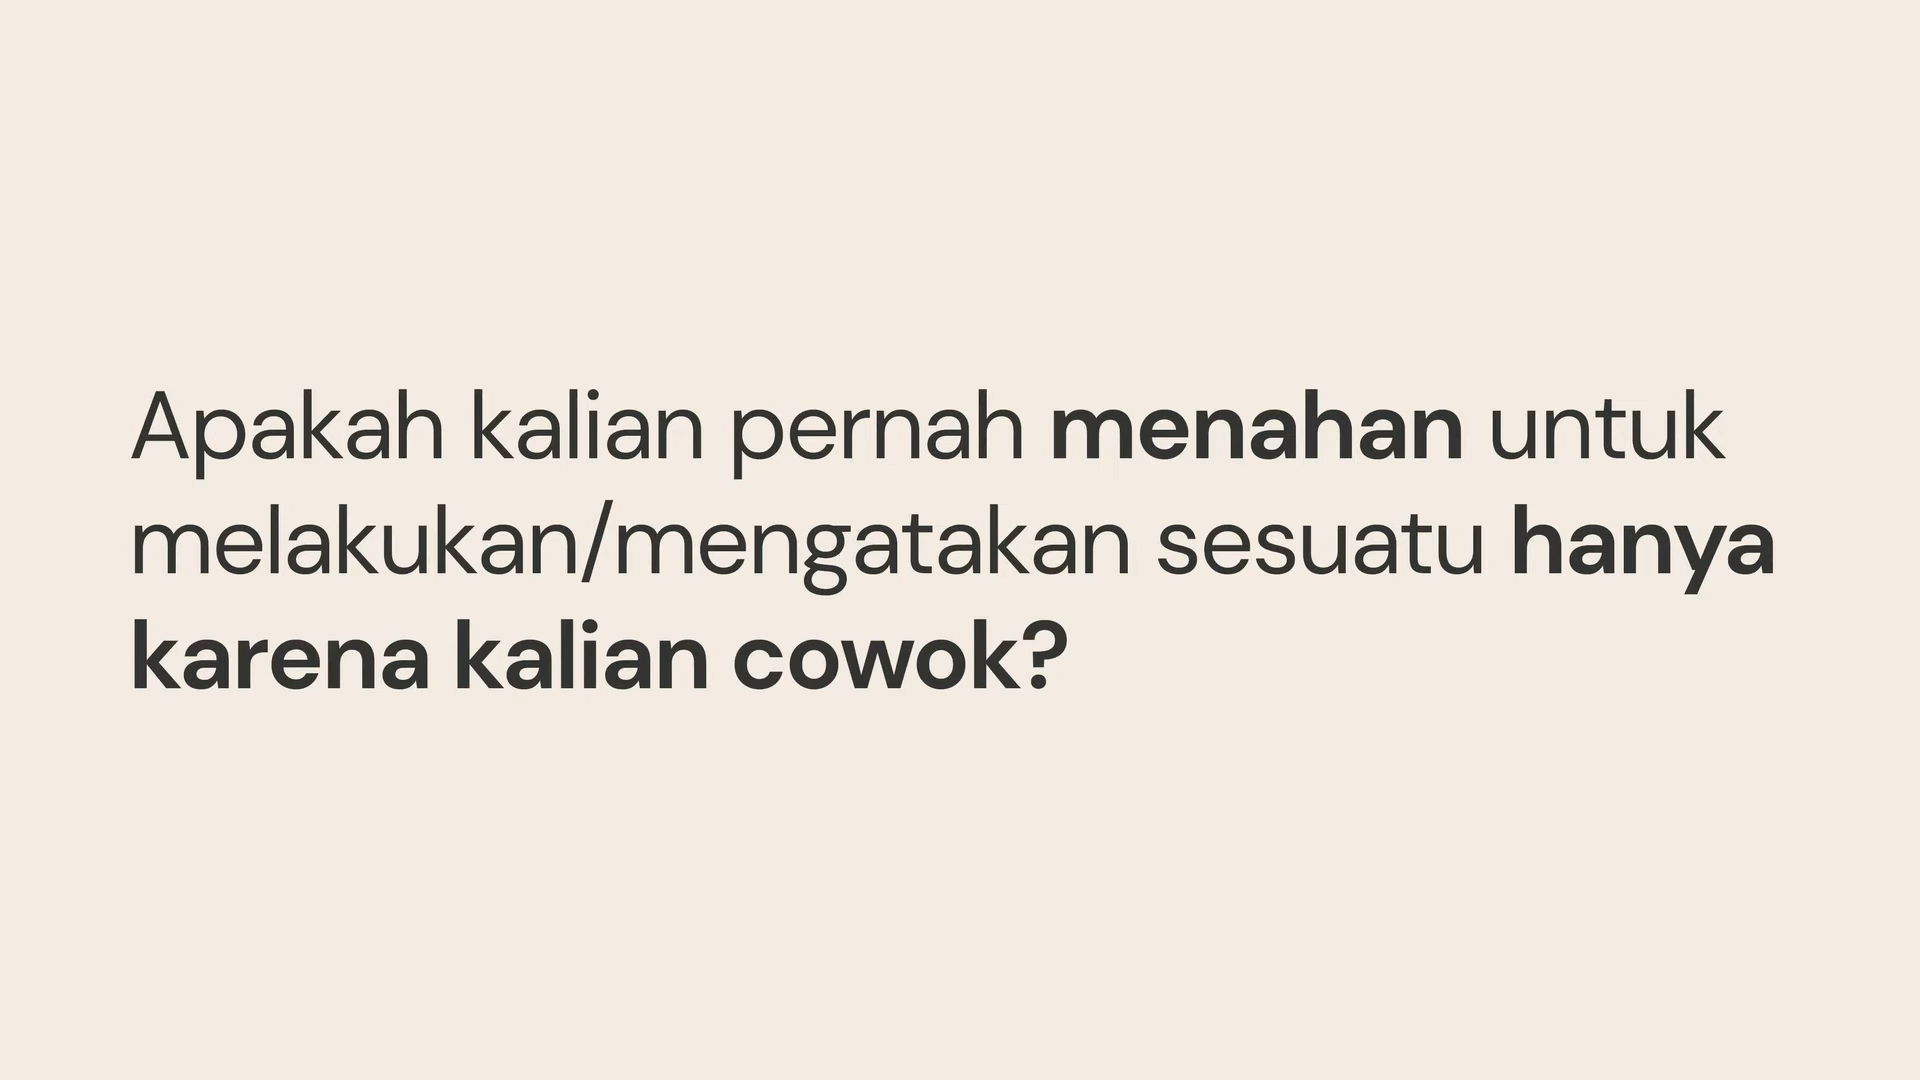 Apakah kalian pernah menahan untuk
melakukan/mengatakan sesuatu hanya
karena kalian cowok?